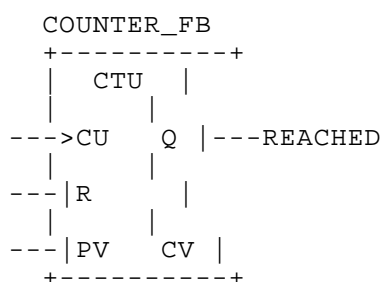 COUNTER_FB
+----------+
| CTU |
| |
--->CU Q |---REACHED
| |
---|R |
| |
---|PV CV |
+----------+